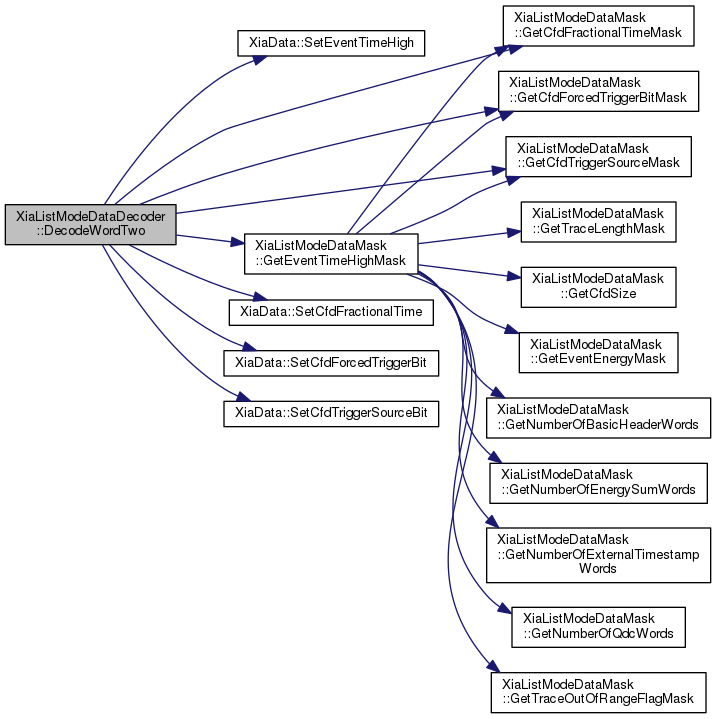 XiaListModeDataDecoder
::DecodeWordTwo
XiaData::SetEventTimeHigh
XiaListModeDataMask
::GetEventTimeHighMask
XiaData::SetCfdFractionalTime
XiaData::SetCfdForcedTriggerBit
XiaData::SetCfdTriggerSourceBit
XiaListModeDataMask
::GetCfdFractionalTimeMask
XiaListModeDataMask
::GetCfdForcedTriggerBitMask
XiaListModeDataMask
::GetCfdTriggerSourceMask
XiaListModeDataMask
::GetTraceLengthMask
XiaListModeDataMask
::GetCfdSize
XiaListModeDataMask
::GetEventEnergyMask
XiaListModeDataMask
::GetNumberOfBasicHeaderWords
XiaListModeDataMask
::GetNumberOfEnergySumWords
XiaListModeDataMask
::GetNumberOfExternalTimestamp
Words
XiaListModeDataMask
::GetNumberOfQdcWords
XiaListModeDataMask
::GetTraceOutOfRangeFlagMask